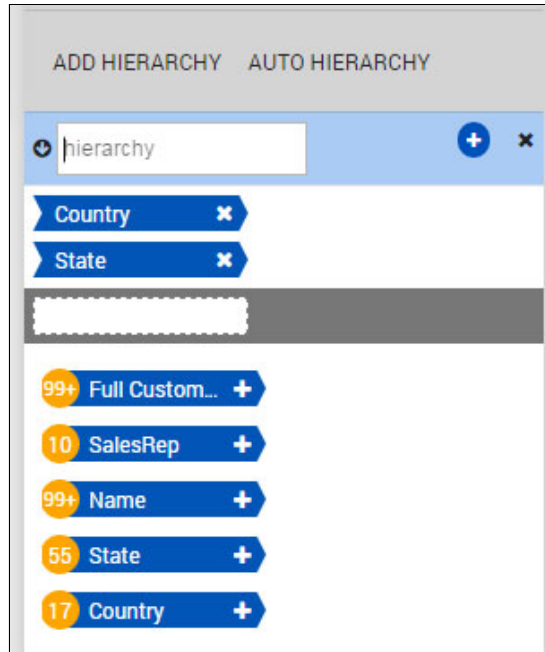 ADD HIERARCHY AUTO HIERARCHY
hierarchy
Country
State
99+ Full Custom...
10 SalesRep
99+ Name
55 State
17 Country